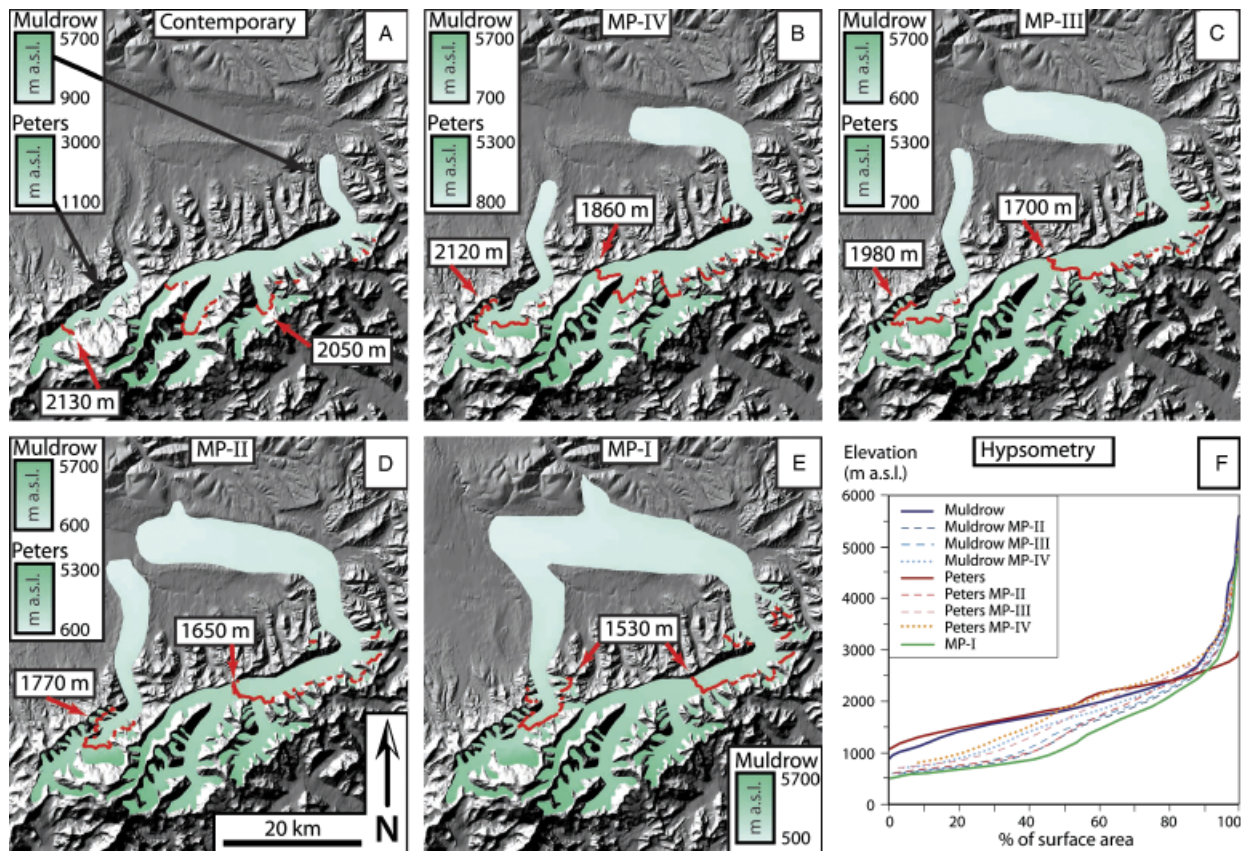 Muldrow
5700
m a.s.l.
900
Peters
3000
m a.s.l.
1100
Contemporary
A
2050 m
2130 m
Muldrow
5700
m a.s.l.
700
Peters
5300
m a.s.l.
800
MP-IV
B
1860 m
2120 m
Muldrow
5700
m a.s.l.
600
Peters
5300
m a.s.l.
700
MP-III
C
1700 m
1980 m
Muldrow
5700
m a.s.l.
600
Peters
5300
m a.s.l.
600
MP-II
D
1650 m
1770 m
20 km
N
MP-I
E
1530 m
Muldrow
5700
m a.s.l.
500
Elevation
(m a.s.l.)
Hypsometry
F
6000
5000
4000
3000
2000
1000
0
Muldrow
Muldrow MP-II
Muldrow MP-III
Muldrow MP-IV
Peters
Peters MP-II
Peters MP-III
Peters MP-IV
MP-I
0 20 40 60 80 100
% of surface area